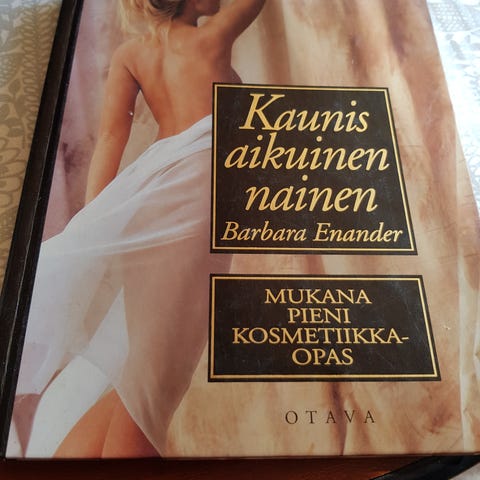 Kaunis
aikuinen
nainen
Barbara Enander
MUKANA
PIENI
KOSMETIIKKA-
OPAS
OTAVA